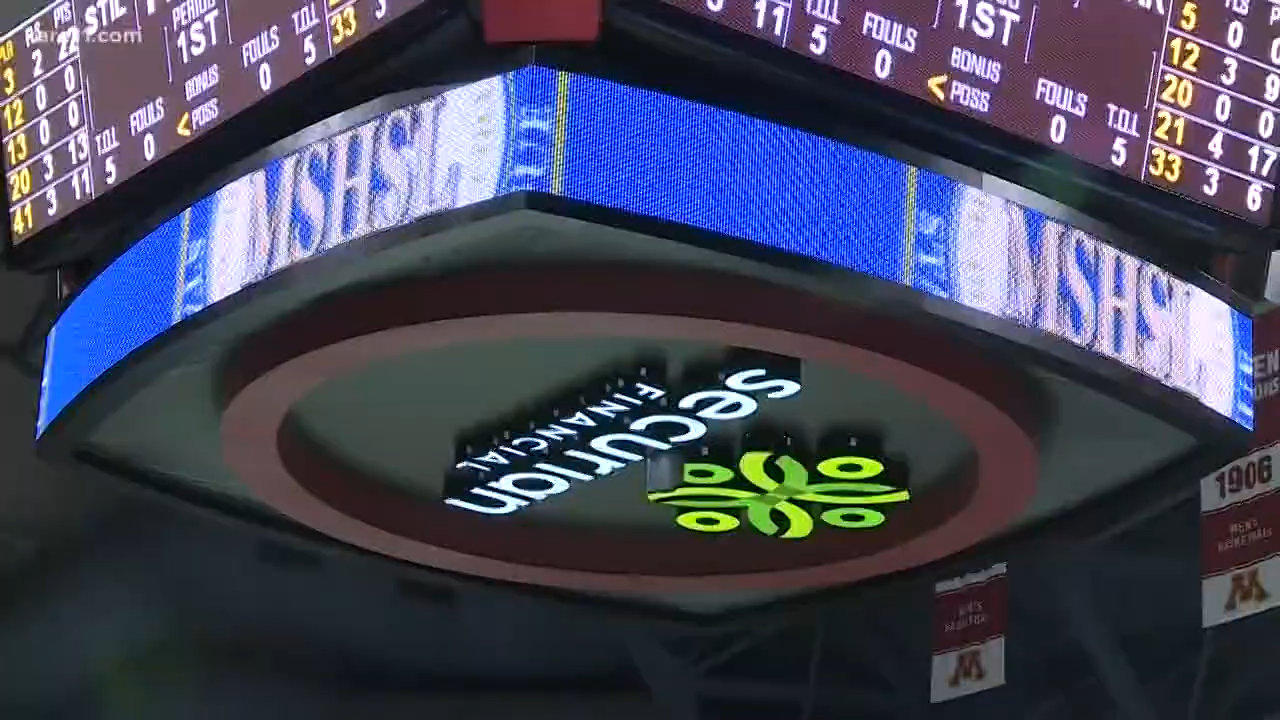 PTS
22
3 2
12 0 0
13 0 0
20 3 13
41 3 11
STIL
PERIOD
1ST
BONUS
< POSS
FOULS
0
T.O.L
5
FOULS
0
T.O.L
5
33 3
11
T.O.L
5
FOULS
0
1ST
BONUS
< POSS
FOULS
0
T.O.L
5
5 0
12 3 9
20 0 0
21 4 17
33 3 6
MSHSL
MSHSL
securian
FINANCIAL
1906
MEN'S
BASKETBALL
M
M